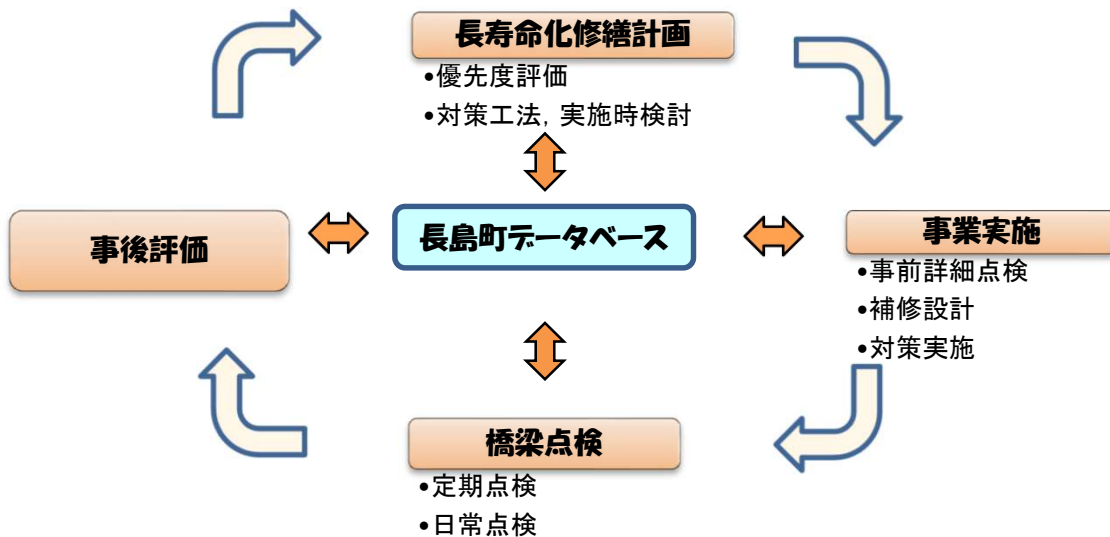 長寿命化修繕計画
•優先度評価
•対策工法, 実施時検討
事後評価
長島町データベース
事業実施
•事前詳細点検
•補修設計
•対策実施
橋梁点検
•定期点検
•日常点検